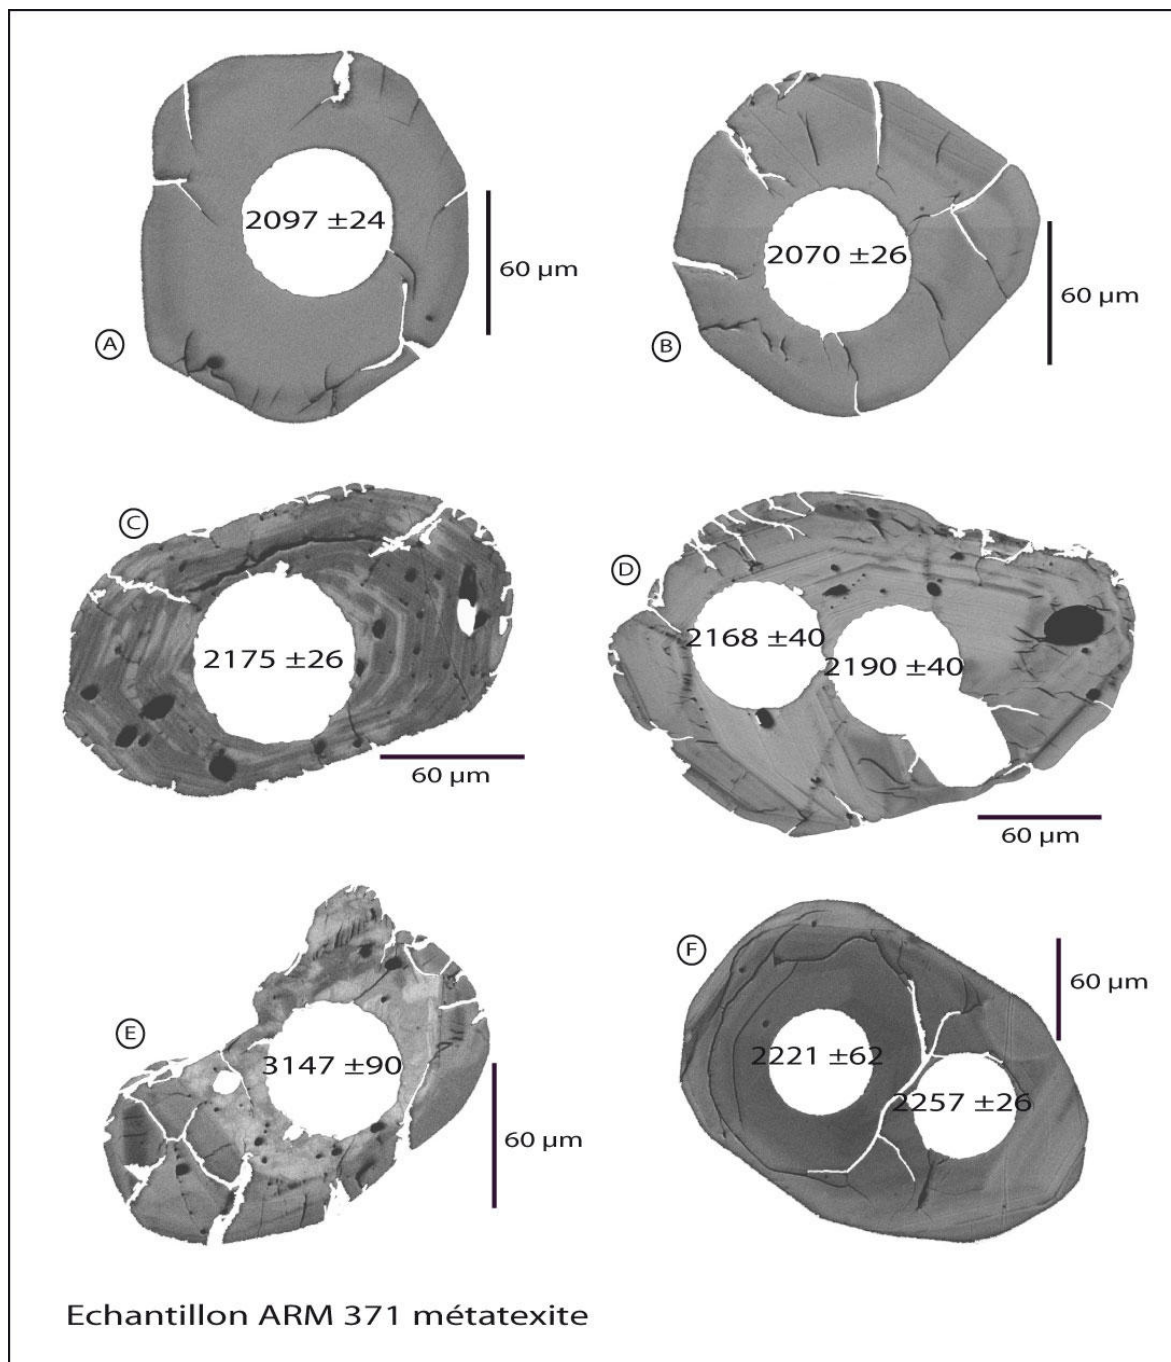 2097 ±24
60 µm
A
2070 ±26
60 µm
B
C
2175 ±26
60 µm
D
2168 ±40
2190 ±40
60 µm
E
3147 ±90
60 µm
F
2221 ±62
2257 ±26
60 µm
Echantillon ARM 371 métatexite